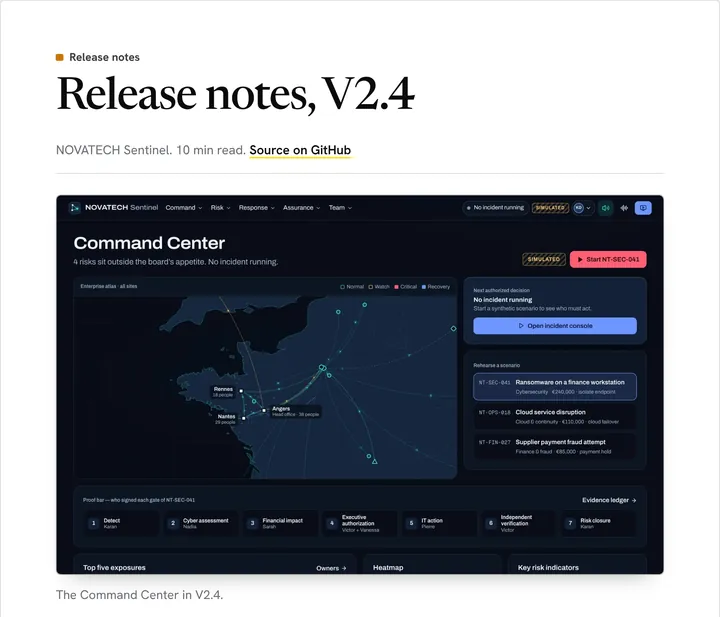 Release notes
Release notes, V2.4
NOVATECH Sentinel. 10 min read. Source on GitHub
NOVATECH Sentinel Command Risk Response Assurance Team No incident running SIMULATED KD
Command Center
4 risks sit outside the board's appetite. No incident running.
SIMULATED Start NT-SEC-041
Enterprise atlas · all sites
Normal Watch Critical Recovery
Rennes
18 people
Nantes
29 people
Angers
Head office · 38 people
Next authorized decision
No incident running
Start a synthetic scenario to see who must act.
Open incident console
Rehearse a scenario
NT-SEC-041 Ransomware on a finance workstation
Cybersecurity · €240,000 · isolate endpoint
NT-OPS-018 Cloud service disruption
Cloud & continuity · €110,000 · cloud failover
NT-FIN-027 Supplier payment fraud attempt
Finance & fraud · €86,000 · payment hold
Proof bar — who signed each gate of NT-SEC-041
Evidence ledger →
1 Detect
Karan
2 Cyber assessment
Nadia
3 Financial impact
Sarah
4 Executive authorization
Victor + Vanessa
5 IT action
Pierre
6 Independent verification
Victor
7 Risk closure
Karan
Top five exposures
Owners →
Heatmap
Key risk indicators
The Command Center in V2.4.